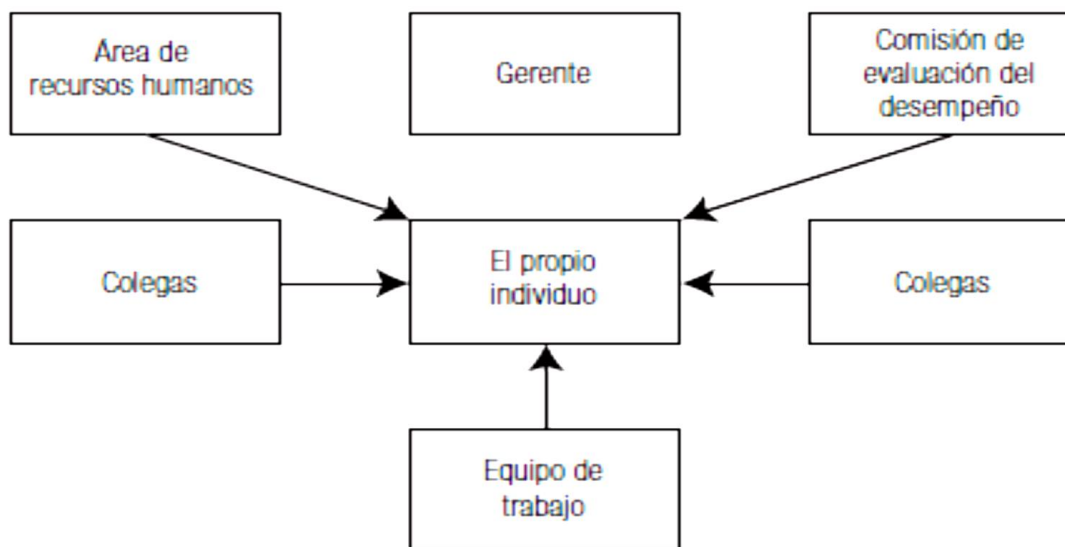 Área de
recursos humanos
Gerente
Comisión de
evaluación del
desempeño
Colegas
El propio
individuo
Colegas
Equipo de
trabajo